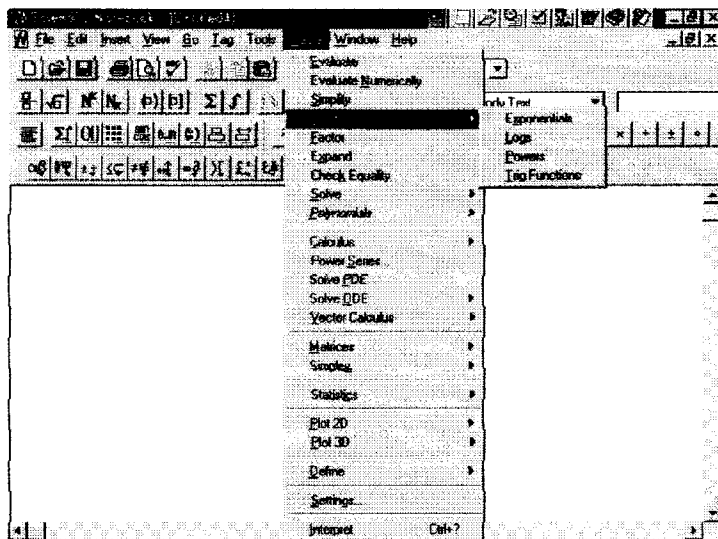 File Edit Insert View Go Tag Tools Window Help
Evaluate
Evaluate Numerically
Simplify
Factor
Expand
Check Equality
Solve
Polynomials
Calculus
Power Series
Solve PDE
Solve ODE
Vector Calculus
Matrices
Simplex
Statistics
Plot 2D
Plot 3D
Define
Settings...
Interpret Ctrl+?
Body Text
Exponentials
Logs
Powers
Trig Functions